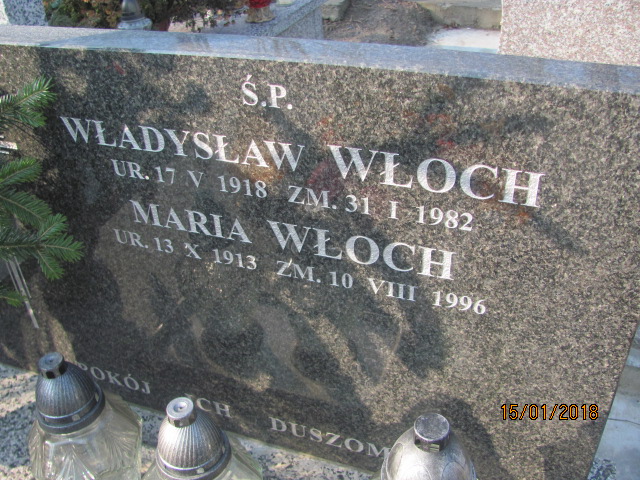 Ś.P.
WŁADYSŁAW WŁOCH
UR. 17 V 1918 ZM. 31 I 1982
MARIA WŁOCH
UR. 13 X 1913 ZM. 10 VIII 1996
POKÓJ ICH DUSZOM
15/01/2018